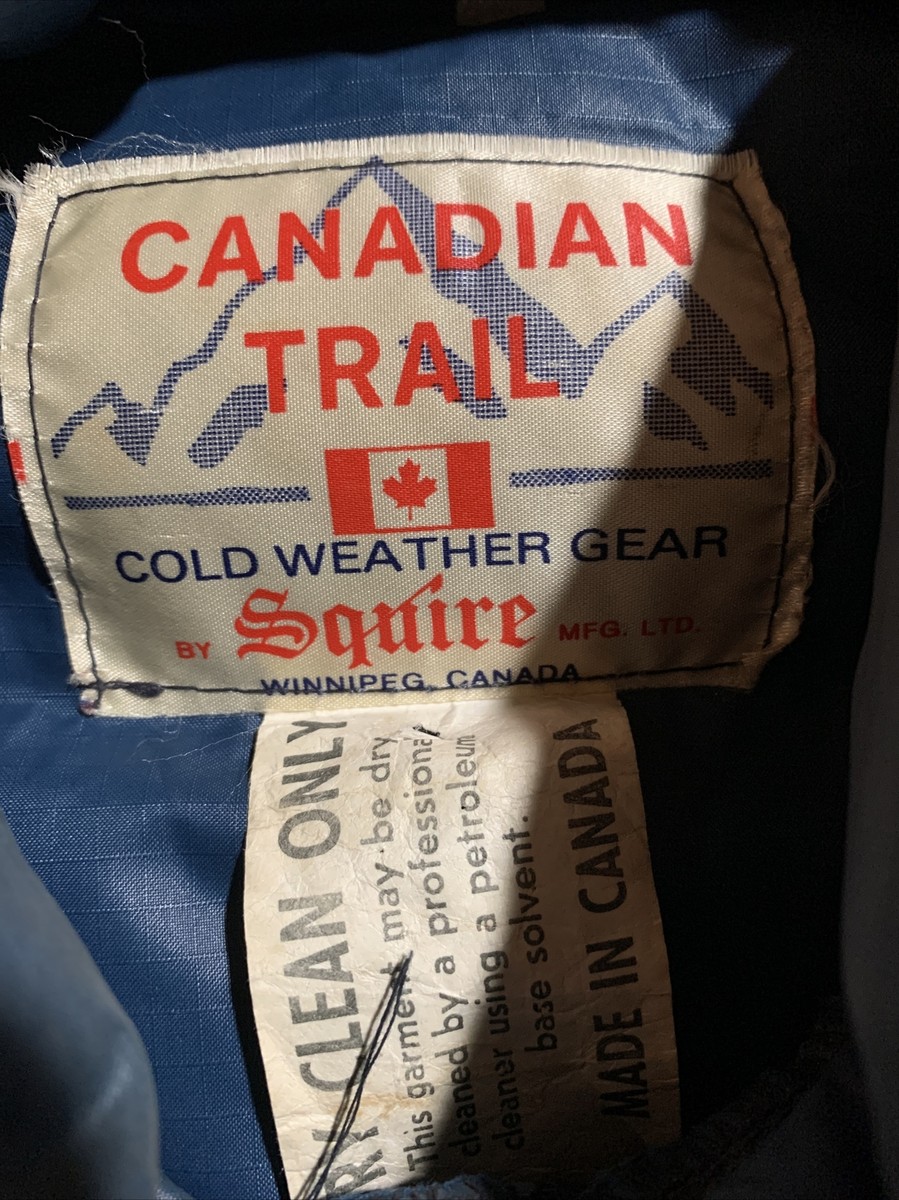 CANADIAN
TRAIL
COLD WEATHER GEAR
BY Squire MFG. LTD.
WINNIPEG, CANADA
RY CLEAN ONLY
This garment may be dry
cleaned by a professional
cleaner using a petroleum
base solvent.
MADE IN CANADA